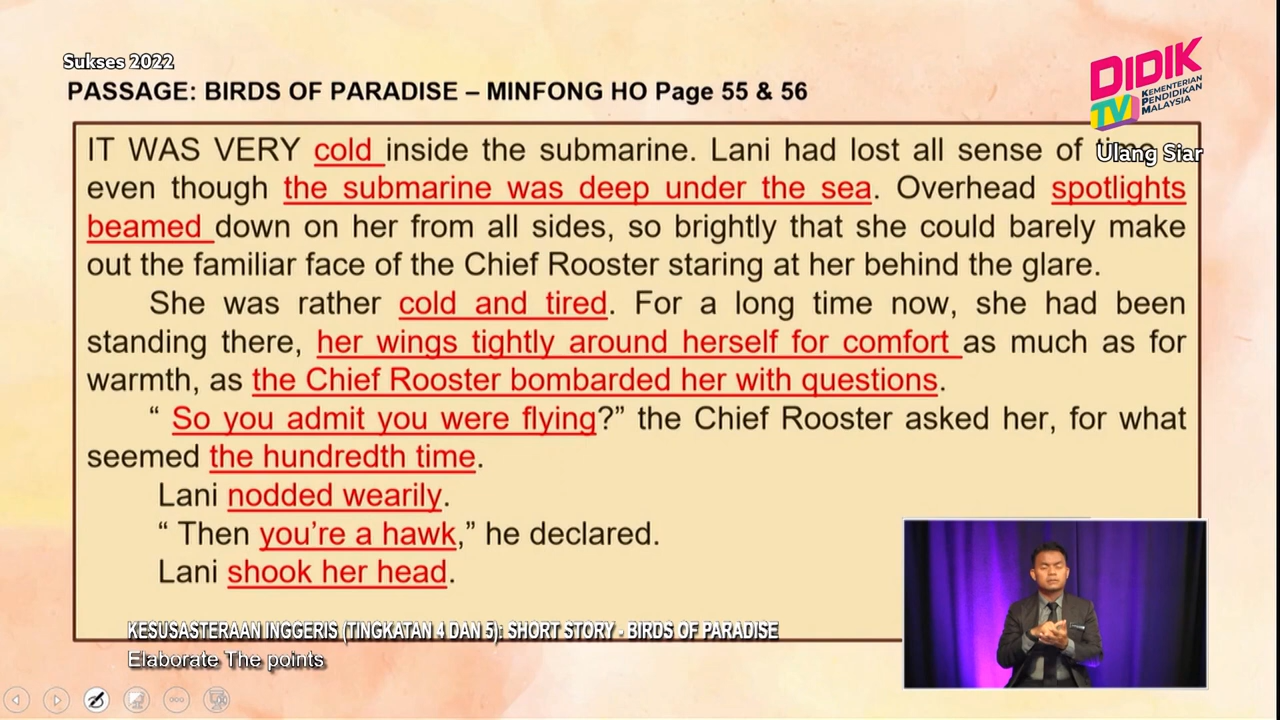 Sukses 2022
DIDIK
TV
KEMENTERIAN
PENDIDIKAN
MALAYSIA
Ulang Siar
PASSAGE: BIRDS OF PARADISE – MINFONG HO Page 55 & 56
IT WAS VERY cold inside the submarine. Lani had lost all sense of
even though the submarine was deep under the sea. Overhead spotlights
beamed down on her from all sides, so brightly that she could barely make
out the familiar face of the Chief Rooster staring at her behind the glare.
She was rather cold and tired. For a long time now, she had been
standing there, her wings tightly around herself for comfort as much as for
warmth, as the Chief Rooster bombarded her with questions.
“ So you admit you were flying?” the Chief Rooster asked her, for what
seemed the hundredth time.
Lani nodded wearily.
“ Then you’re a hawk,” he declared.
Lani shook her head.
KESUSASTERAAN INGGERIS (TINGKATAN 4 DAN 5): SHORT STORY - BIRDS OF PARADISE
Elaborate The points